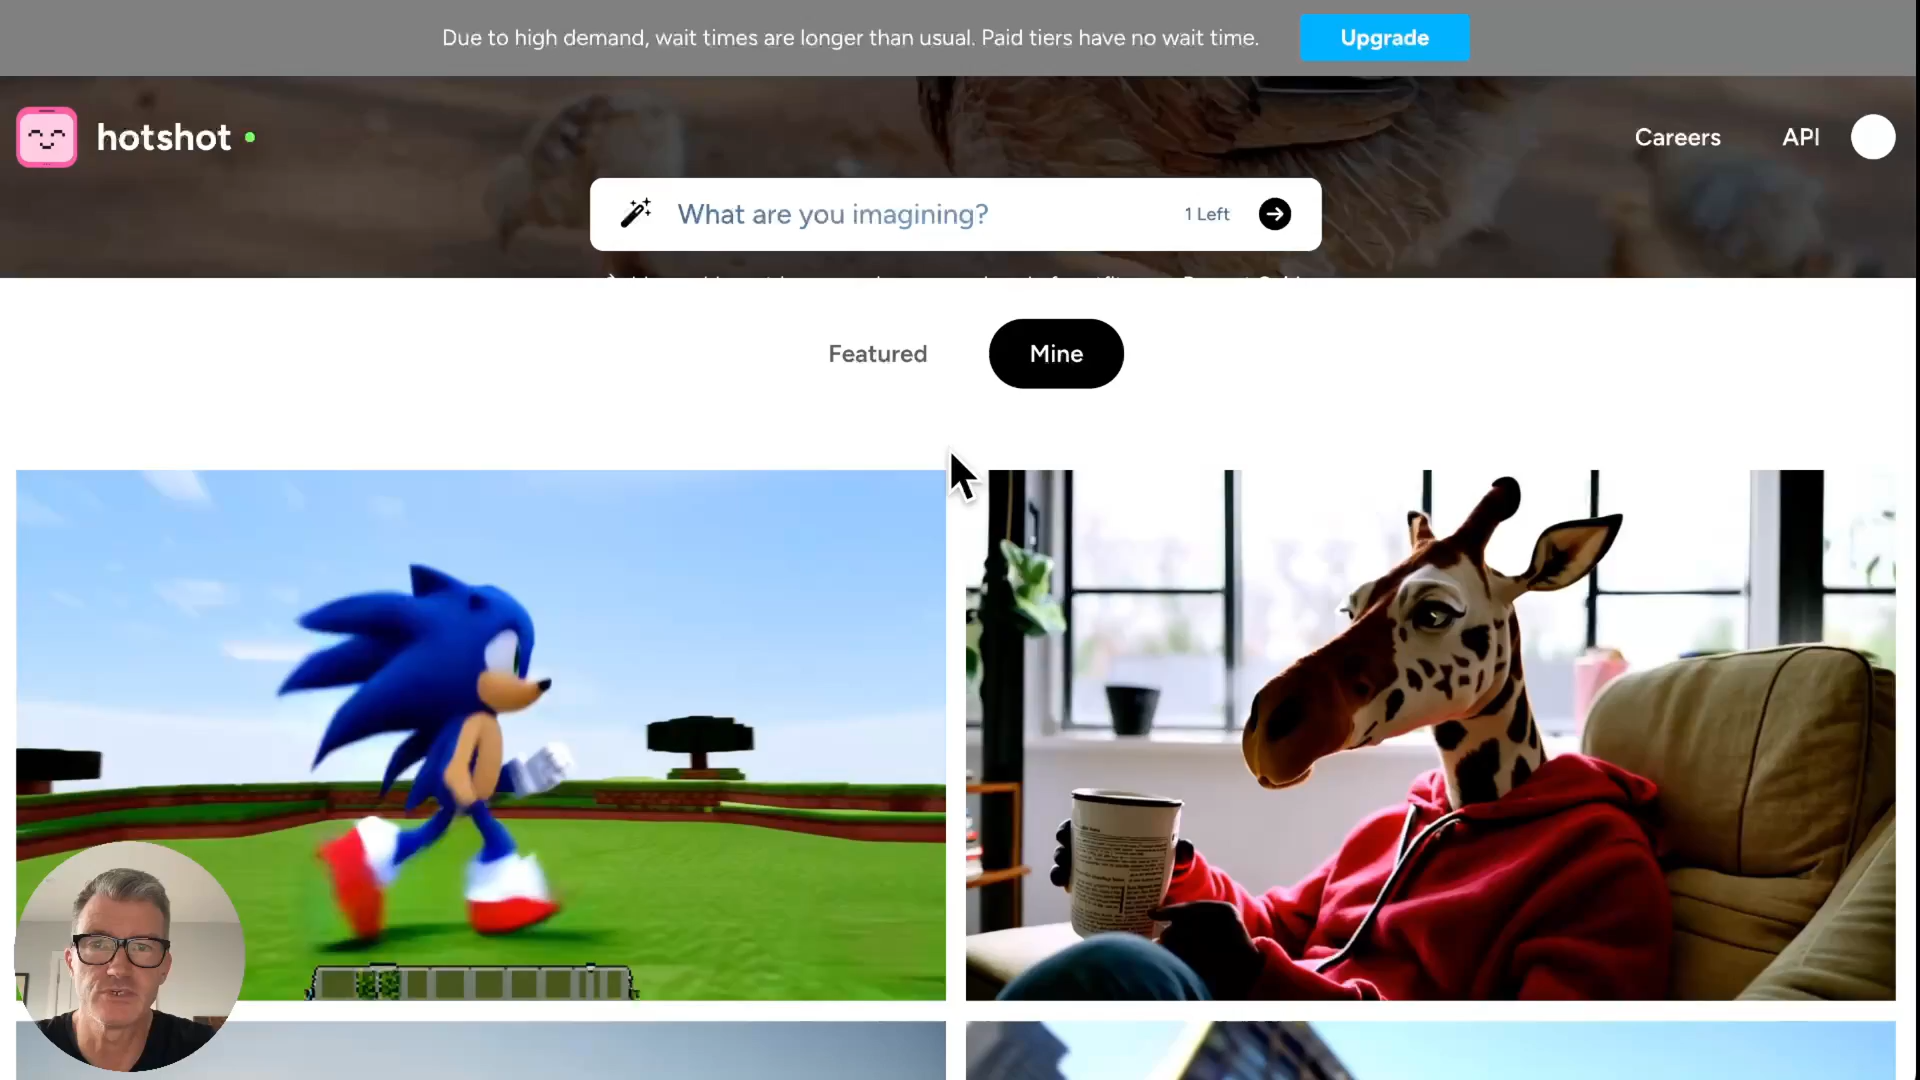 Due to high demand, wait times are longer than usual. Paid tiers have no wait time.
Upgrade
hotshot
Careers
API
What are you imagining?
1 Left
Featured
Mine